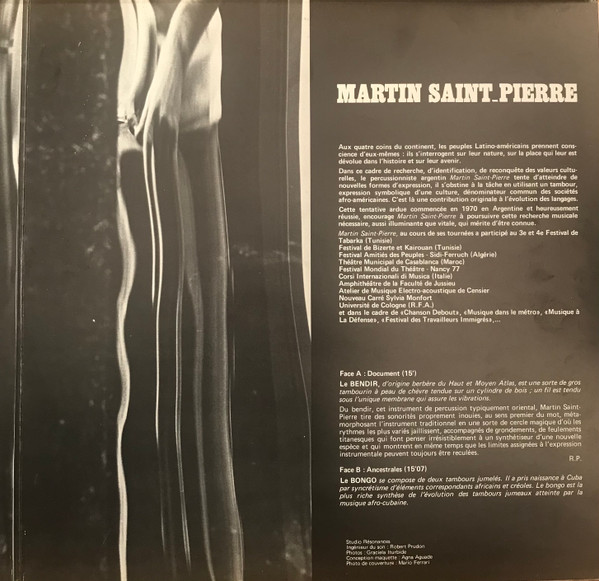 MARTIN SAINT-PIERRE
Aux quatre coins du continent, les peuples Latino-américains prennent cons-
cience d'eux-mêmes : ils s'interrogent sur leur nature, sur la place qui leur est
dévolue dans l'histoire et sur leur avenir.
Dans ce cadre de recherche, d'identification, de reconquête des valeurs cultu-
relles, le percussionniste argentin Martin Saint-Pierre tente d'atteindre de
nouvelles formes d'expression, il s'obstine à la tâche en utilisant un tambour,
expression symbolique d'une culture, dénominateur commun des sociétés
afro-américaines. C'est là une contribution originale à l'évolution des langages.
Cette tentative ardue commencée en 1970 en Argentine et heureusement
réussie, encourage Martin Saint-Pierre à poursuivre cette recherche musicale
nécessaire, aussi illuminante que vitale, qui mérite d'être connue.
Martin Saint-Pierre, au cours de ses tournées a participé au 3e et 4e Festival de
Tabarka (Tunisie)
Festival de Bizerte et Kairouan (Tunisie)
Festival Amitiés des Peuples - Sidi-Ferruch (Algérie)
Théâtre Municipal de Casablanca (Maroc)
Festival Mondial du Théâtre - Nancy 77
Corsi Internazionali di Musica (Italie)
Amphithéâtre de la Faculté de Jussieu
Atelier de Musique Electro-acoustique de Censier
Nouveau Carré Sylvia Monfort
Université de Cologne (R.F.A.)
et dans le cadre de «Chanson Debout», «Musique dans le métro», «Musique à
La Défense», «Festival des Travailleurs Immigrés»,...
Face A : Document (15')
Le BENDIR, d'origine berbère du Haut et Moyen Atlas, est une sorte de gros
tambourin à peau de chèvre tendue sur un cylindre de bois ; un fil est tendu
sous l'unique membrane qui assure les vibrations.
Du bendir, cet instrument de percussion typiquement oriental, Martin Saint-
Pierre tire des sonorités proprement inouïes, au sens premier du mot, méta-
morphosant l'instrument traditionnel en une sorte de cercle magique d'où les
rythmes les plus variés jaillissent, accompagnés de grondements, de feulements
titanesques qui font penser irrésistiblement à un synthétiseur d'une nouvelle
espèce et qui montrent en même temps que les limites assignées à l'expression
instrumentale peuvent toujours être reculées.
R.P.
Face B : Ancestrales (15'07)
Le BONGO se compose de deux tambours jumelés. Il a pris naissance à Cuba
par syncrétisme d'éléments correspondants africains et créoles. Le bongo est la
plus riche synthèse de l'évolution des tambours jumeaux atteinte par la
musique afro-cubaine.
Studio Résonances
Ingénieur du son : Robert Prudon
Photos : Graciela Iturbide
Conception-maquette : Agna Aguade
Photo de couverture : Mario Ferrari